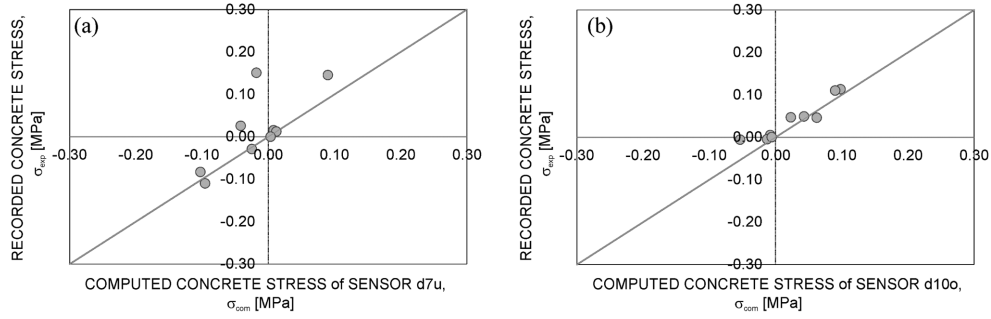 (a)
RECORDED CONCRETE STRESS,
σexp [MPa]
0.30
0.20
0.10
0.00
-0.30 -0.20 -0.10 0.00 0.10 0.20 0.30
-0.10
-0.20
-0.30
COMPUTED CONCRETE STRESS of SENSOR d7u,
σcom [MPa]
(b)
RECORDED CONCRETE STRESS,
σexp [MPa]
0.30
0.20
0.10
0.00
-0.30 -0.20 -0.10 0.00 0.10 0.20 0.30
-0.10
-0.20
-0.30
COMPUTED CONCRETE STRESS of SENSOR d10o,
σcom [MPa]